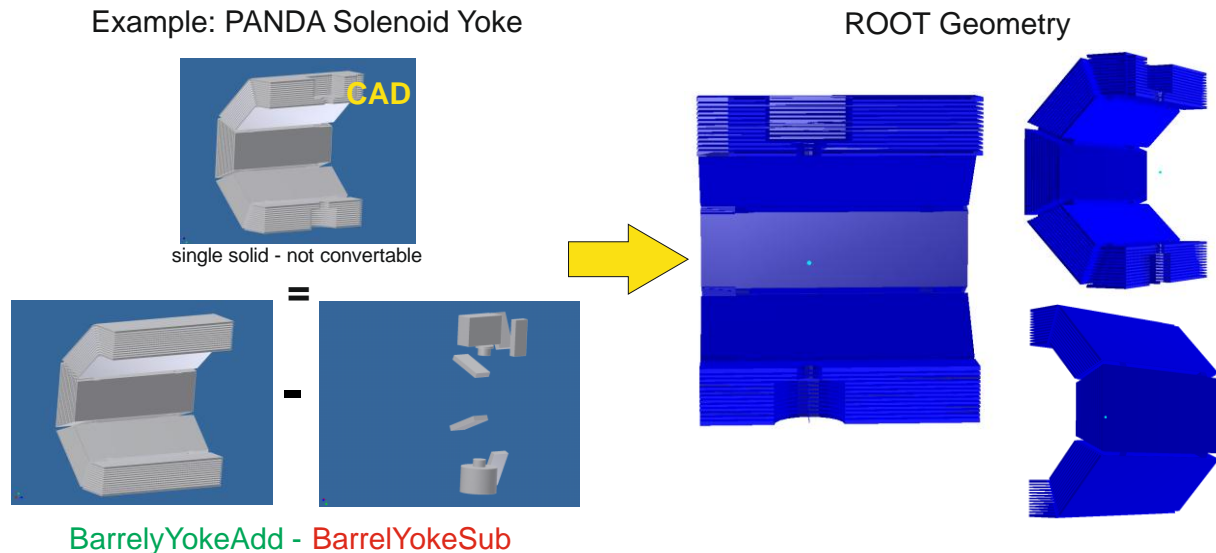 Example: PANDA Solenoid Yoke
ROOT Geometry
CAD
single solid - not convertable
=
-
BarrelyYokeAdd - BarrelYokeSub